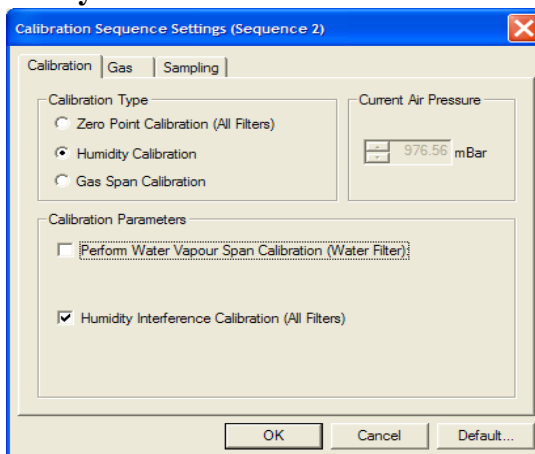 Calibration Sequence Settings (Sequence 2)
Calibration Gas Sampling
Calibration Type
Zero Point Calibration (All Filters)
Humidity Calibration
Gas Span Calibration
Current Air Pressure
976.56 mBar
Calibration Parameters
Perform Water Vapour Span Calibration (Water Filter):
Humidity Interference Calibration (All Filters)
OK Cancel Default...